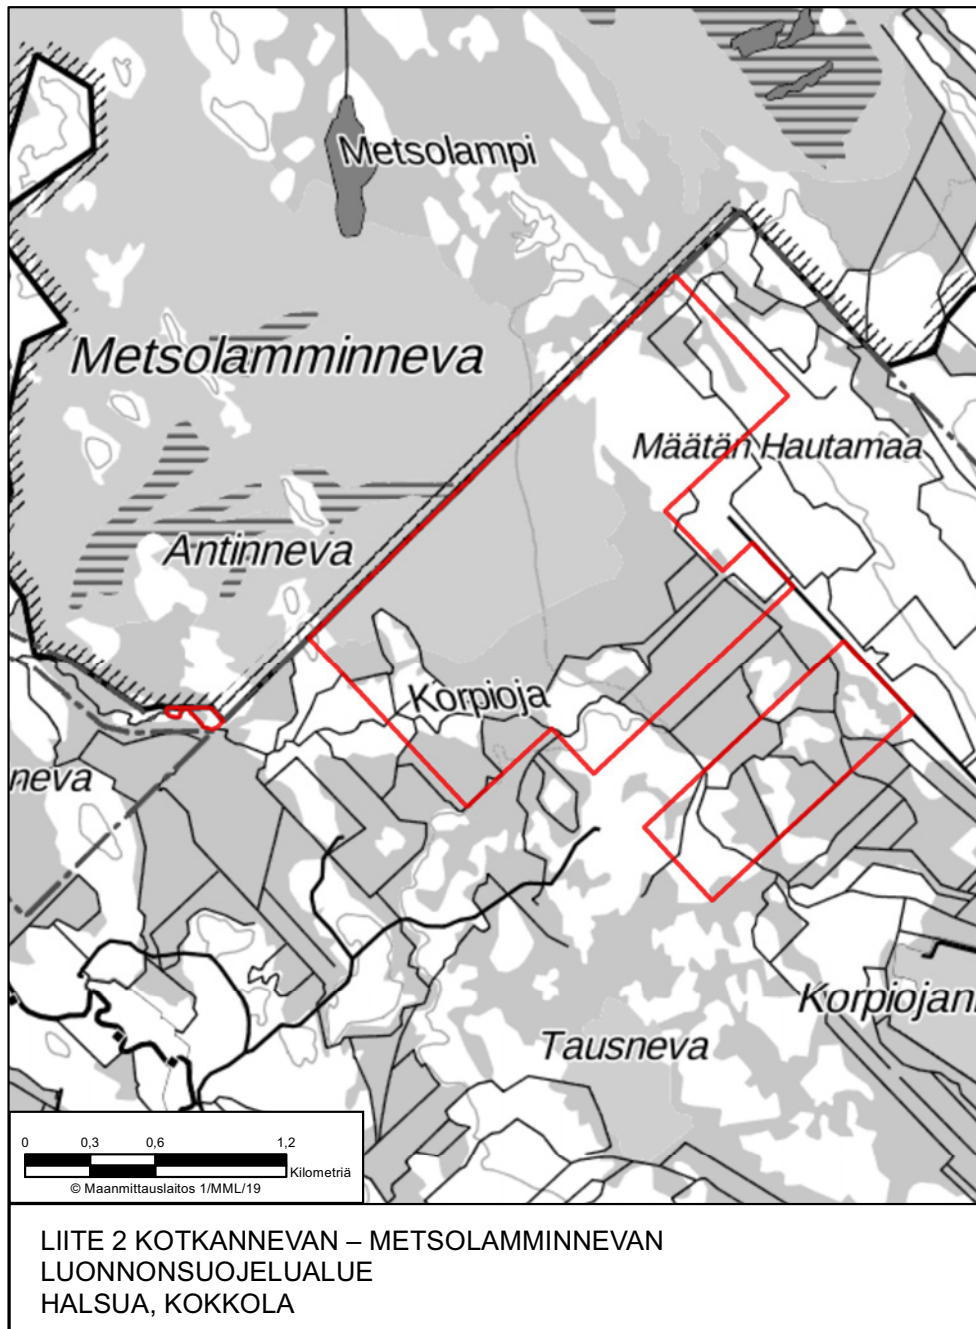 Metsolampi
Metsolamminneva
Määtän Hautamaa
Antinneva
Korpioja
neva
Korpiojan
Tausneva
0 0,3 0,6 1,2
Kilometriä
© Maanmittauslaitos 1/MML/19
LIITE 2 KOTKANNEVAN – METSOLAMMINNEVAN
LUONNONSUOJELUALUE
HALSUA, KOKKOLA